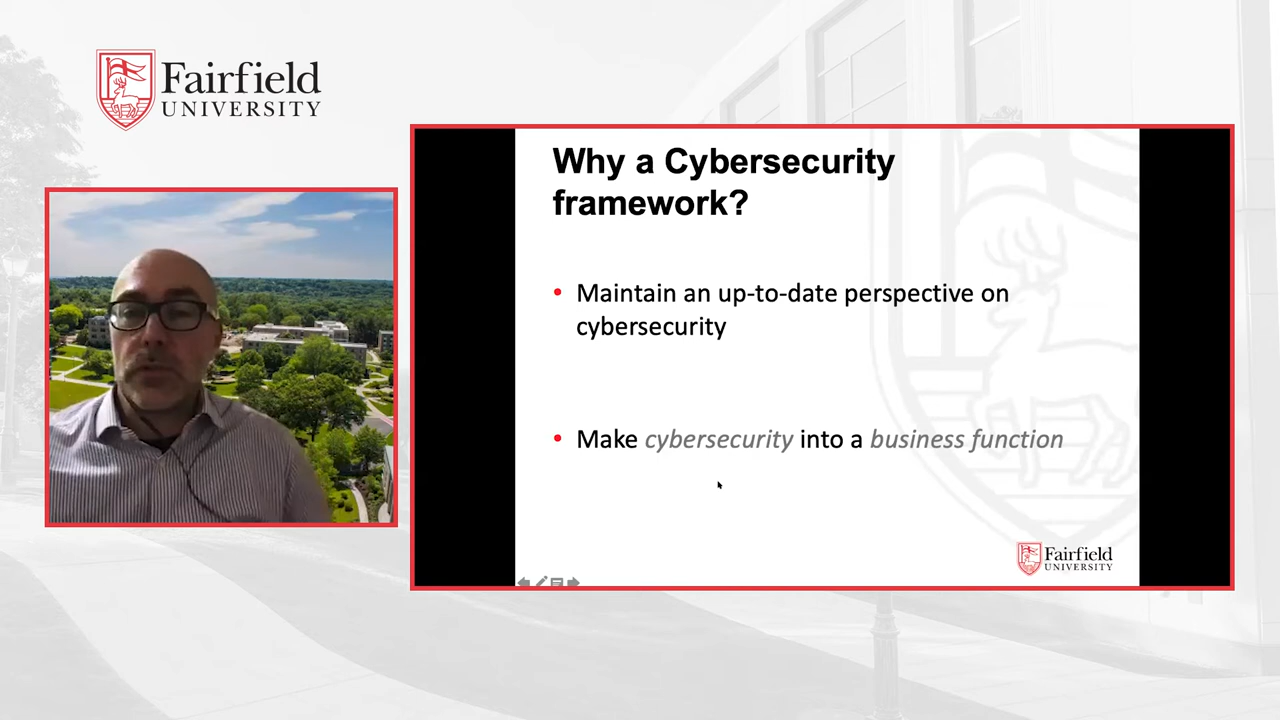 Fairfield
UNIVERSITY
Why a Cybersecurity
framework?
• Maintain an up-to-date perspective on
cybersecurity
• Make cybersecurity into a business function
Fairfield
UNIVERSITY